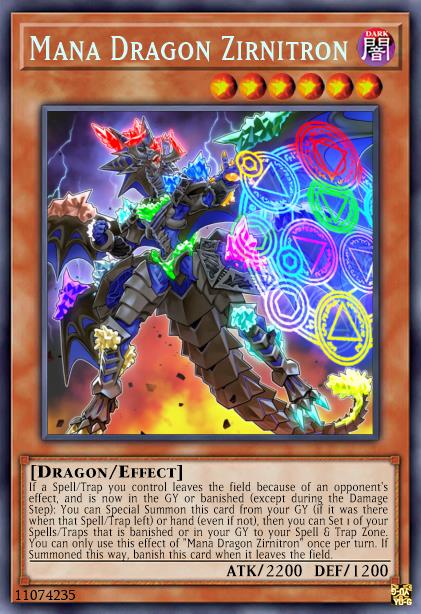 Mana Dragon Zirnitron
DARK
闇
[Dragon/Effect]
If a Spell/Trap you control leaves the field because of an opponent's
effect, and is now in the GY or banished (except during the Damage
Step): You can Special Summon this card from your GY (if it was there
when that Spell/Trap left) or hand (even if not), then you can Set 1 of your
Spells/Traps that is banished or in your GY to your Spell & Trap Zone.
You can only use this effect of "Mana Dragon Zirnitron" once per turn. If
Summoned this way, banish this card when it leaves the field.
ATK/2200 DEF/1200
11074235